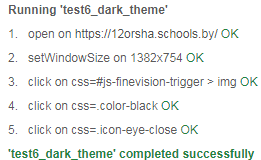 Running 'test6_dark_theme'
1. open on https://12orsha.schools.by/ OK
2. setWindowSize on 1382x754 OK
3. click on css=#js-finevision-trigger > img OK
4. click on css=.color-black OK
5. click on css=.icon-eye-close OK
'test6_dark_theme' completed successfully